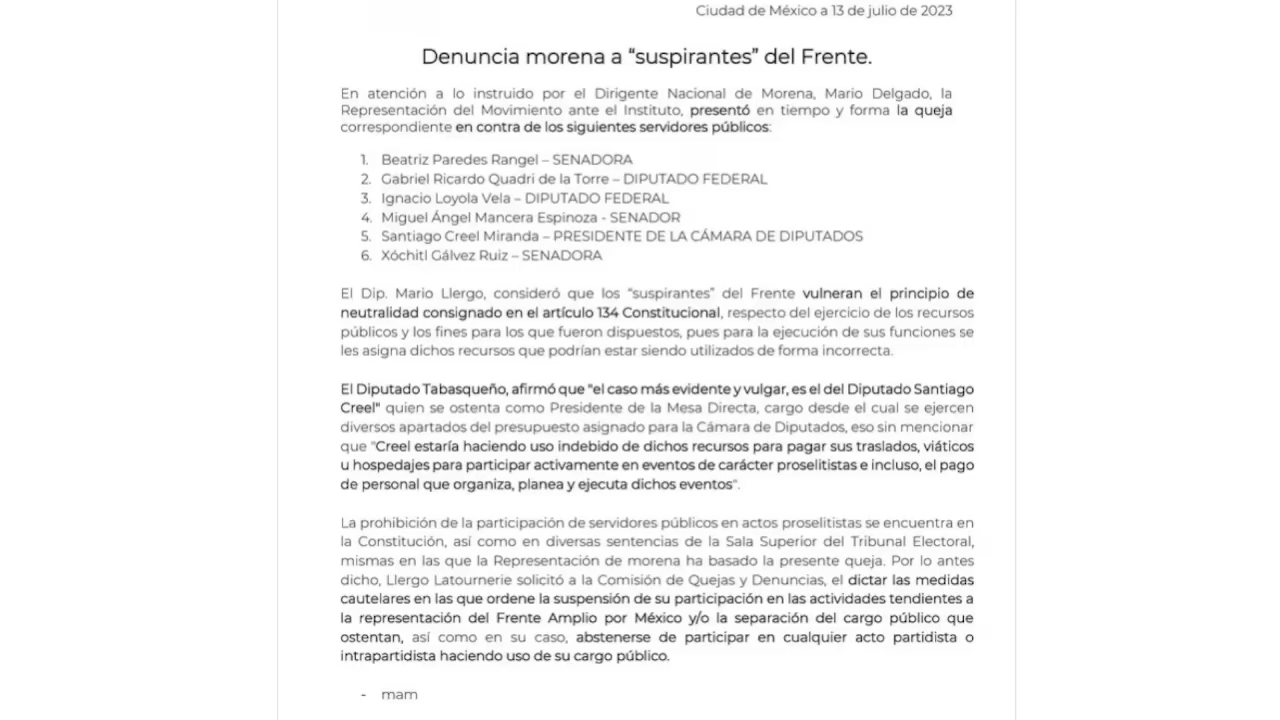 Ciudad de México a 13 de julio de 2023
Denuncia morena a “suspirantes” del Frente.
En atención a lo instruido por el Dirigente Nacional de Morena, Mario Delgado, la
Representación del Movimiento ante el Instituto, presentó en tiempo y forma la queja
correspondiente en contra de los siguientes servidores públicos:
1. Beatriz Paredes Rangel – SENADORA
2. Gabriel Ricardo Quadri de la Torre – DIPUTADO FEDERAL
3. Ignacio Loyola Vela – DIPUTADO FEDERAL
4. Miguel Ángel Mancera Espinoza - SENADOR
5. Santiago Creel Miranda – PRESIDENTE DE LA CÁMARA DE DIPUTADOS
6. Xóchitl Gálvez Ruiz – SENADORA
El Dip. Mario Llergo, consideró que los “suspirantes” del Frente vulneran el principio de
neutralidad consignado en el artículo 134 Constitucional, respecto del ejercicio de los recursos
públicos y los fines para los que fueron dispuestos, pues para la ejecución de sus funciones se
les asigna dichos recursos que podrían estar siendo utilizados de forma incorrecta.
El Diputado Tabasqueño, afirmó que "el caso más evidente y vulgar, es el del Diputado Santiago
Creel" quien se ostenta como Presidente de la Mesa Directa, cargo desde el cual se ejercen
diversos apartados del presupuesto asignado para la Cámara de Diputados, eso sin mencionar
que "Creel estaría haciendo uso indebido de dichos recursos para pagar sus traslados, viáticos
u hospedajes para participar activamente en eventos de carácter proselitistas e incluso, el pago
de personal que organiza, planea y ejecuta dichos eventos".
La prohibición de la participación de servidores públicos en actos proselitistas se encuentra en
la Constitución, así como en diversas sentencias de la Sala Superior del Tribunal Electoral,
mismas en las que la Representación de morena ha basado la presente queja. Por lo antes
dicho, Llergo Latournerie solicitó a la Comisión de Quejas y Denuncias, el dictar las medidas
cautelares en las que ordene la suspensión de su participación en las actividades tendientes a
la representación del Frente Amplio por México y/o la separación del cargo público que
ostentan, así como en su caso, abstenerse de participar en cualquier acto partidista o
intrapartidista haciendo uso de su cargo público.
- mam